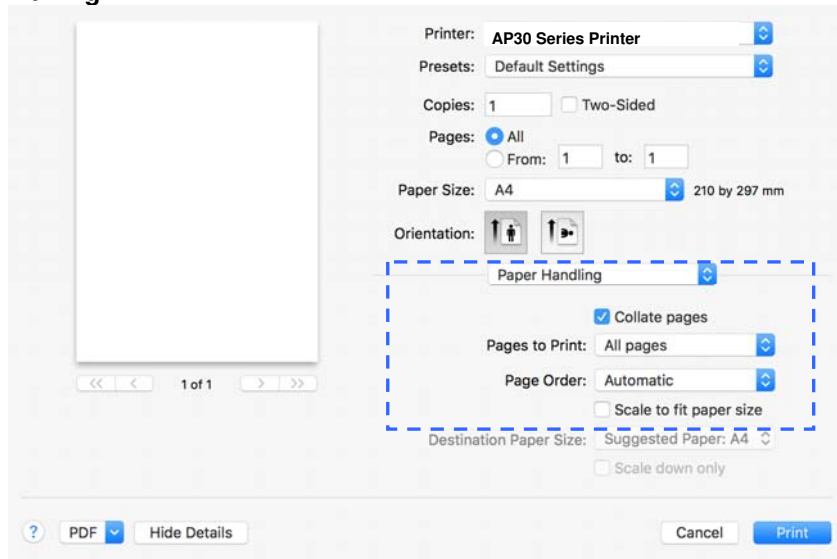 Printer: AP30 Series Printer
Presets: Default Settings
Copies: 1 Two-Sided
Pages: All
From: 1 to: 1
Paper Size: A4 210 by 297 mm
Orientation:
Paper Handling
Collate pages
Pages to Print: All pages
<< < 1 of 1 > >>
Page Order: Automatic
Scale to fit paper size
Destination Paper Size: Suggested Paper: A4
Scale down only
? PDF Hide Details Cancel Print